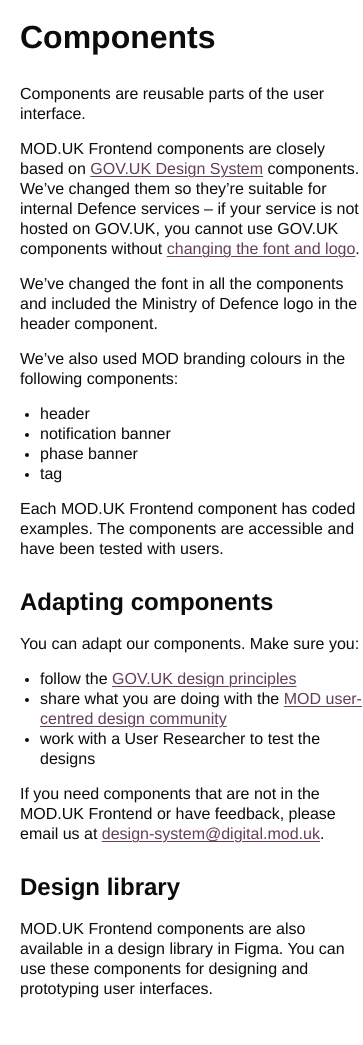 Components
Components are reusable parts of the user
interface.
MOD.UK Frontend components are closely
based on GOV.UK Design System components.
We’ve changed them so they’re suitable for
internal Defence services – if your service is not
hosted on GOV.UK, you cannot use GOV.UK
components without changing the font and logo.
We’ve changed the font in all the components
and included the Ministry of Defence logo in the
header component.
We’ve also used MOD branding colours in the
following components:
• header
• notification banner
• phase banner
• tag
Each MOD.UK Frontend component has coded
examples. The components are accessible and
have been tested with users.
Adapting components
You can adapt our components. Make sure you:
• follow the GOV.UK design principles
• share what you are doing with the MOD user-
centred design community
• work with a User Researcher to test the
designs
If you need components that are not in the
MOD.UK Frontend or have feedback, please
email us at design-system@digital.mod.uk.
Design library
MOD.UK Frontend components are also
available in a design library in Figma. You can
use these components for designing and
prototyping user interfaces.